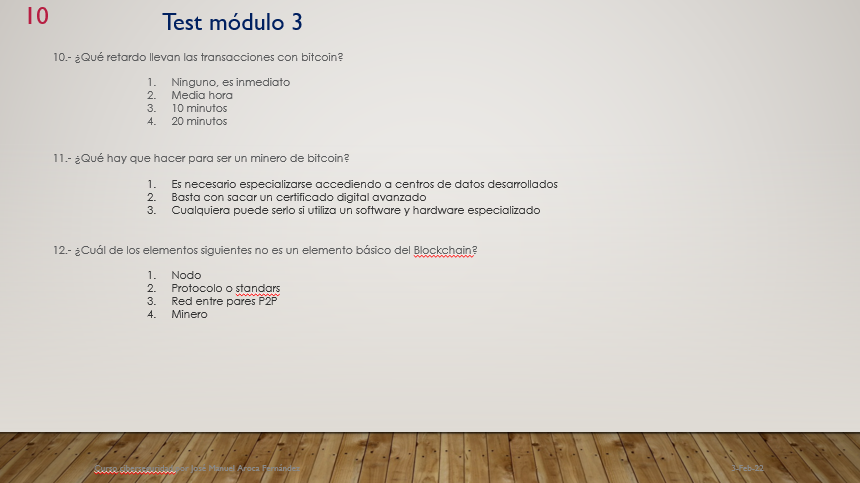 10
Test módulo 3
10.- ¿Qué retardo llevan las transacciones con bitcoin?
1. Ninguno, es inmediato
2. Media hora
3. 10 minutos
4. 20 minutos
11.- ¿Qué hay que hacer para ser un minero de bitcoin?
1. Es necesario especializarse accediendo a centros de datos desarrollados
2. Basta con sacar un certificado digital avanzado
3. Cualquiera puede serlo si utiliza un software y hardware especializado
12.- ¿Cuál de los elementos siguientes no es un elemento básico del Blockchain?
1. Nodo
2. Protocolo o standars
3. Red entre pares P2P
4. Minero
José Manuel Aroca Fernández
3-Feb-22